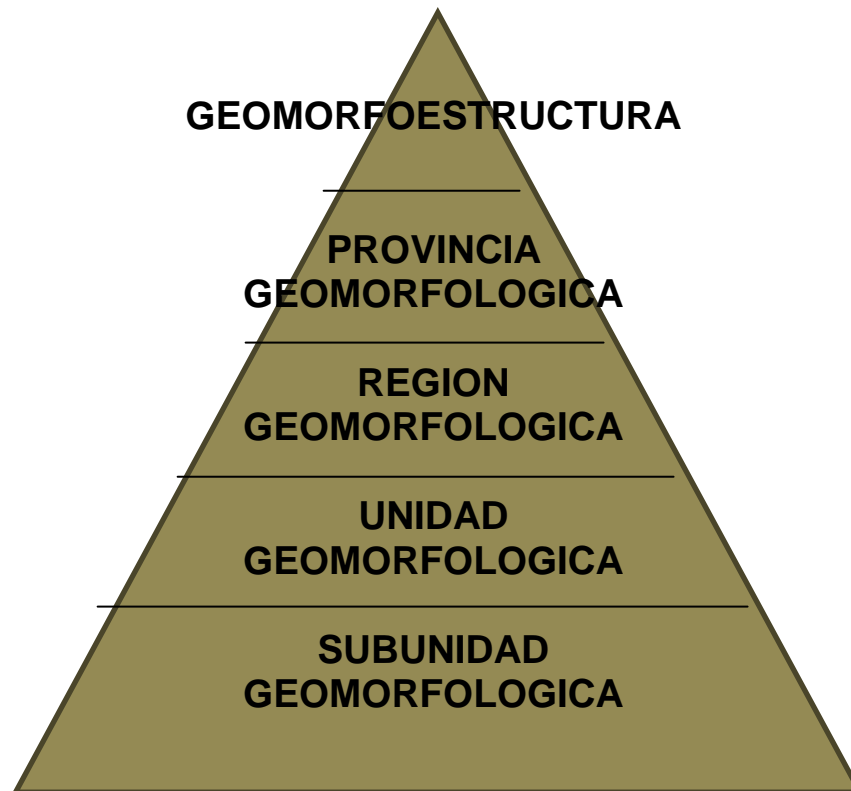 GEOMORFOESTRUCTURA
PROVINCIA
GEOMORFOLOGICA
REGION
GEOMORFOLOGICA
UNIDAD
GEOMORFOLOGICA
SUBUNIDAD
GEOMORFOLOGICA